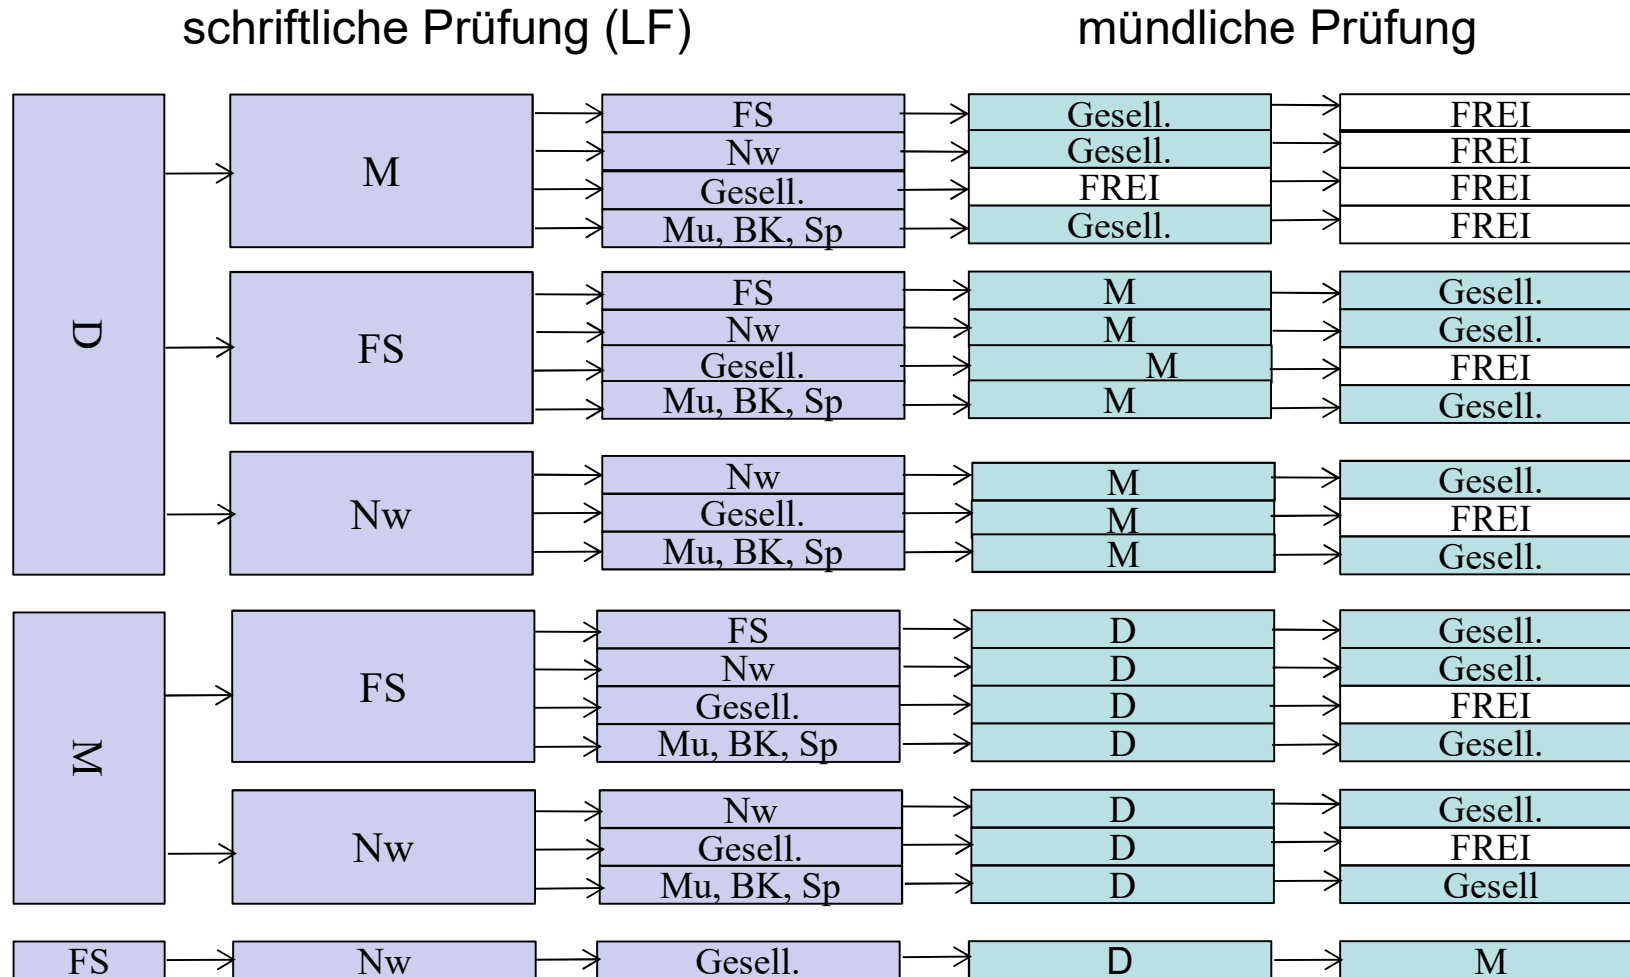 schriftliche Prüfung (LF) mündliche Prüfung
D
M
FS Gesell. FREI
Nw Gesell. FREI
Gesell. FREI FREI
Mu, BK, Sp Gesell. FREI
FS
FS M Gesell.
Nw M Gesell.
Gesell. M FREI
Mu, BK, Sp M Gesell.
Nw
Nw M Gesell.
Gesell. M FREI
Mu, BK, Sp M Gesell.
M
FS
FS D Gesell.
Nw D Gesell.
Gesell. D FREI
Mu, BK, Sp D Gesell.
Nw
Nw D Gesell.
Gesell. D FREI
Mu, BK, Sp D Gesell
FS Nw Gesell. D M